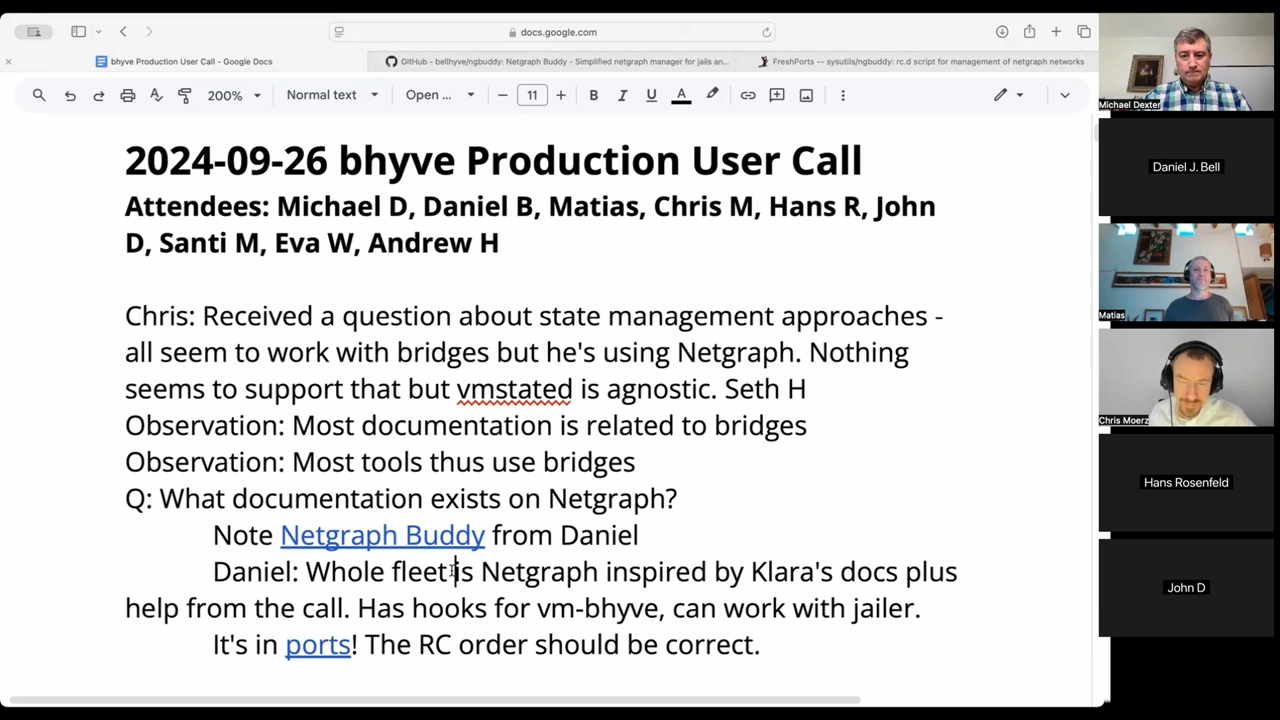 docs.google.com
bhyve Production User Call - Google Docs
GitHub - bellhyve/ngbuddy: Netgraph Buddy - Simplified netgraph manager for jails an...
FreshPorts -- sysutils/ngbuddy: rc.d script for management of netgraph networks
200%
Normal text
Open ...
11
B I U A
2024-09-26 bhyve Production User Call
Attendees: Michael D, Daniel B, Matias, Chris M, Hans R, John
D, Santi M, Eva W, Andrew H
Chris: Received a question about state management approaches -
all seem to work with bridges but he's using Netgraph. Nothing
seems to support that but vmstated is agnostic. Seth H
Observation: Most documentation is related to bridges
Observation: Most tools thus use bridges
Q: What documentation exists on Netgraph?
Note Netgraph Buddy from Daniel
Daniel: Whole fleet is Netgraph inspired by Klara's docs plus
help from the call. Has hooks for vm-bhyve, can work with jailer.
It's in ports! The RC order should be correct.
Michael Dexter
Daniel J. Bell
Matias
Chris Moerz
Hans Rosenfeld
John D